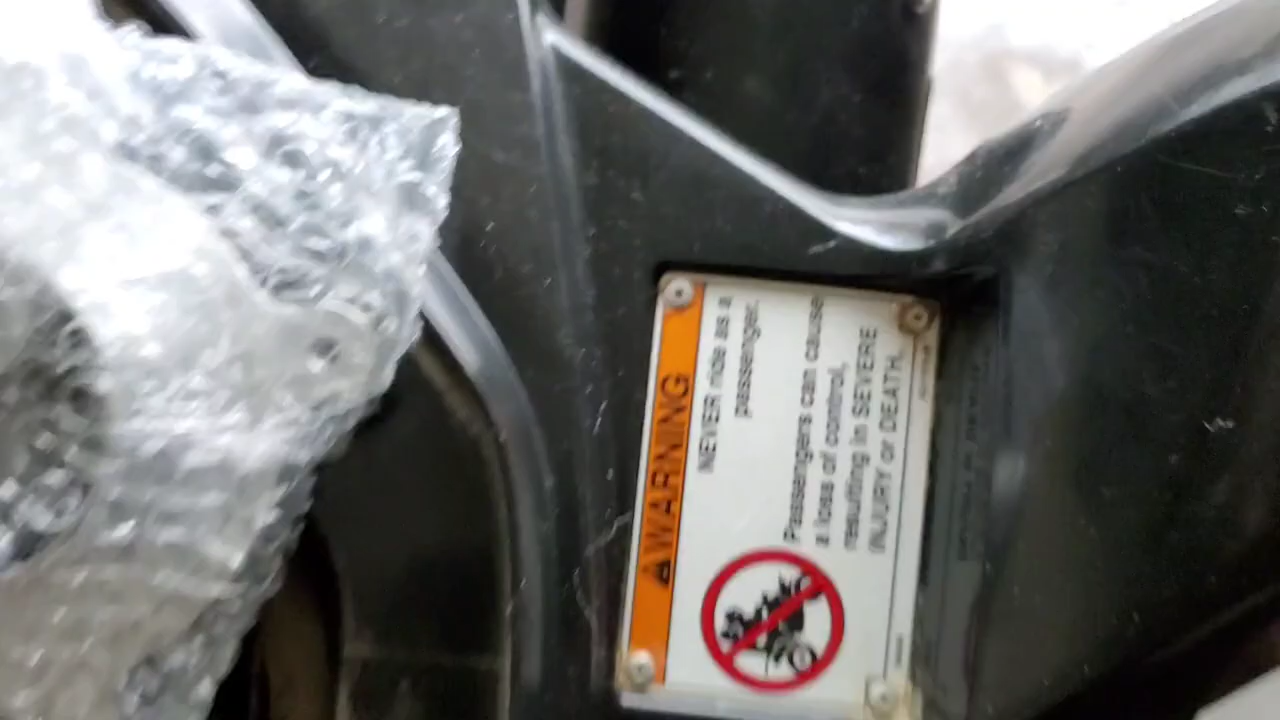 WARNING
NEVER ride as a
passenger.
Passengers can cause
a loss of control,
resulting in SEVERE
INJURY or DEATH.